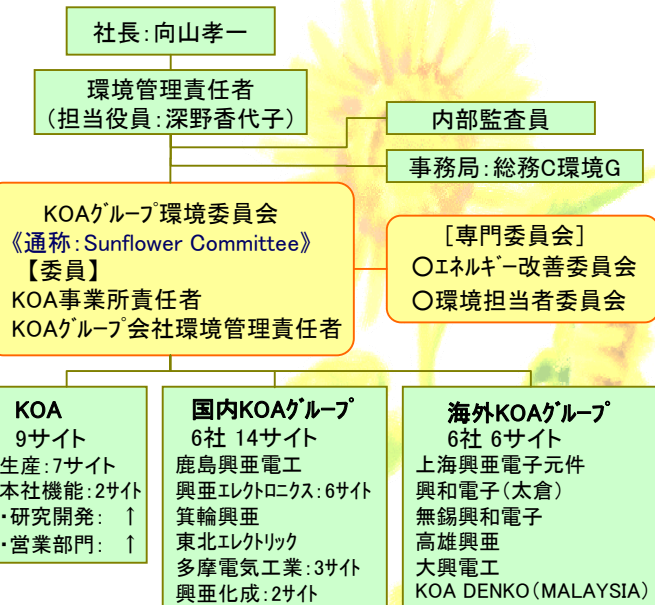 社長:向山孝一
環境管理責任者
(担当役員:深野香代子)
内部監査員
事務局:総務C環境G
KOAグループ環境委員会
《通称:Sunflower Committee》
【委員】
KOA事業所責任者
KOAグループ会社環境管理責任者
[専門委員会]
○エネルギー改善委員会
○環境担当者委員会
KOA
9サイト
生産:7サイト
本社機能:2サイト
・研究開発: ↑
・営業部門: ↑
国内KOAグループ
6社 14サイト
鹿島興亜電工
興亜エレクトロニクス:6サイト
箕輪興亜
東北エレクトリック
多摩電気工業:3サイト
興亜化成:2サイト
海外KOAグループ
6社 6サイト
上海興亜電子元件
興和電子(太倉)
無錫興和電子
高雄興亜
大興電工
KOA DENKO(MALAYSIA)